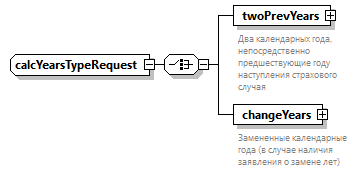 twoPrevYears
Два календарных года,
непосредственно
предшествующие году
наступления страхового
случая
calcYearsTypeRequest
changeYears
Замененные календарные
года (в случае наличия
заявления о замене лет)